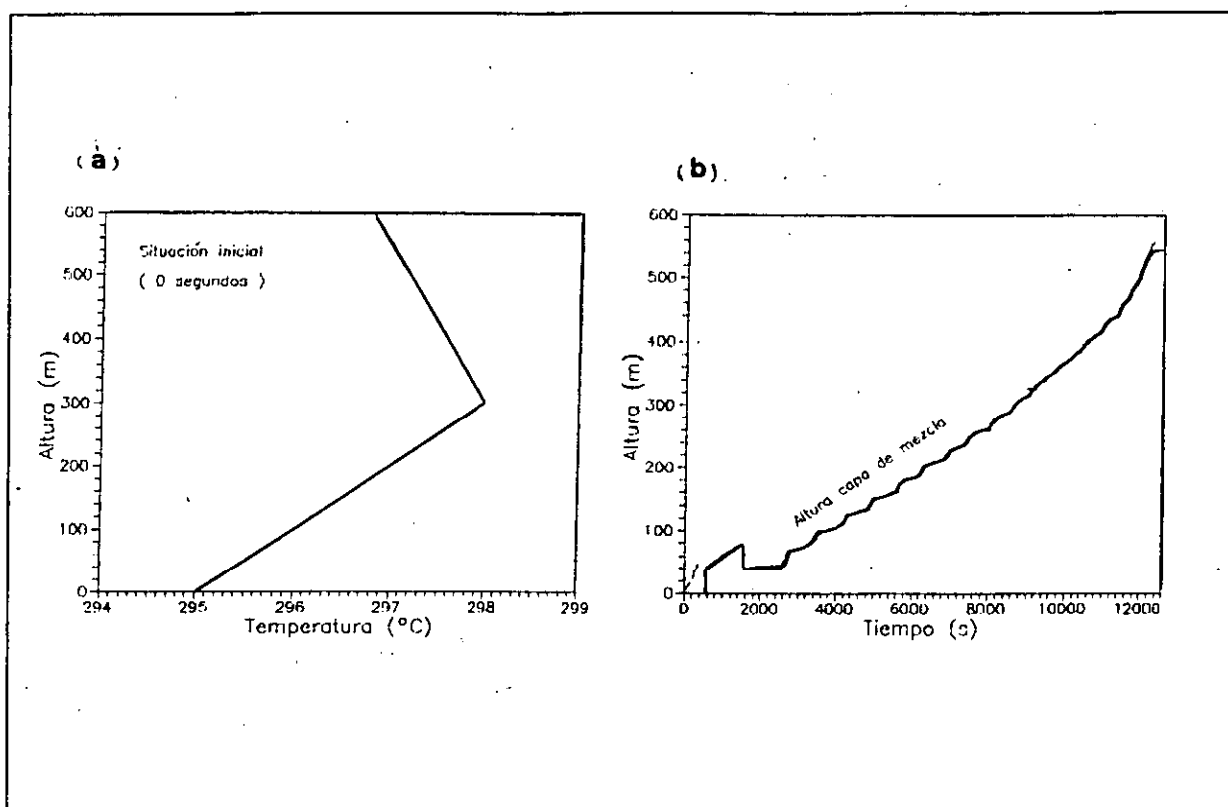 (a)
600
500
400
300
200
100
0
Altura (m)
Situación inicial
( 0 segundos )
294 295 296 297 298 299
Temperatura (ºC)
(b)
600
500
400
300
200
100
0
Altura (m)
Altura capa de mezcla
0 2000 4000 6000 8000 10000 12000
Tiempo (s)